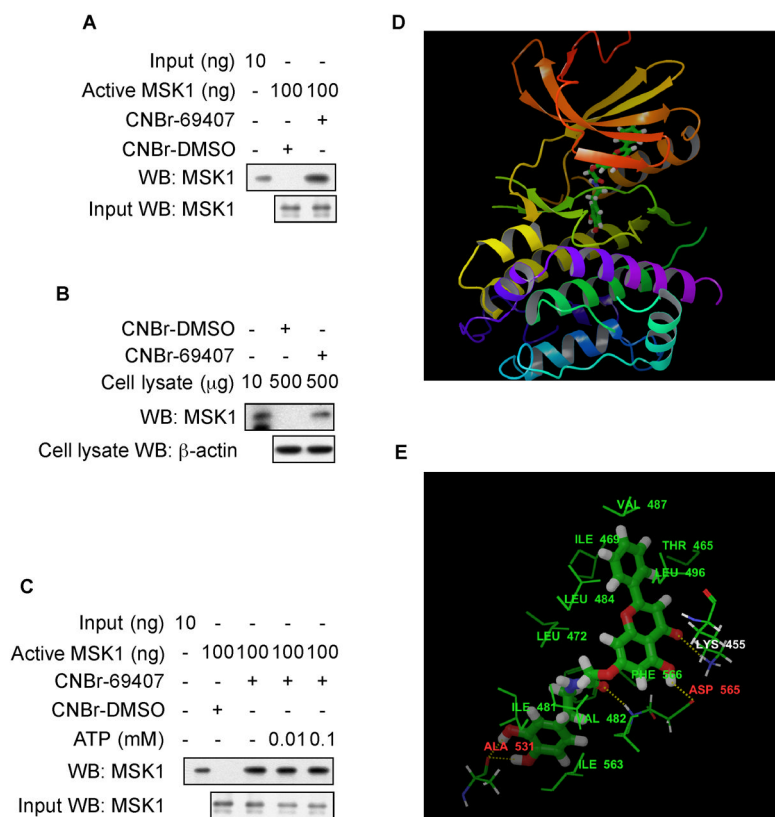 A
Input (ng) 10 - -
Active MSK1 (ng) - 100 100
CNBr-69407 - - +
CNBr-DMSO - + -
WB: MSK1
Input WB: MSK1
B
CNBr-DMSO - + -
CNBr-69407 - - +
Cell lysate (μg) 10 500 500
WB: MSK1
Cell lysate WB: β-actin
C
Input (ng) 10 - - - -
Active MSK1 (ng) - 100 100 100 100
CNBr-69407 - - + + +
CNBr-DMSO - + - - -
ATP (mM) - - - 0.01 0.1
WB: MSK1
Input WB: MSK1
D
E
VAL 487
ILE 469
THR 465
LEU 496
LEU 484
LEU 472
LYS 455
PHE 566
ASP 565
ILE 481
VAL 482
ALA 531
ILE 563